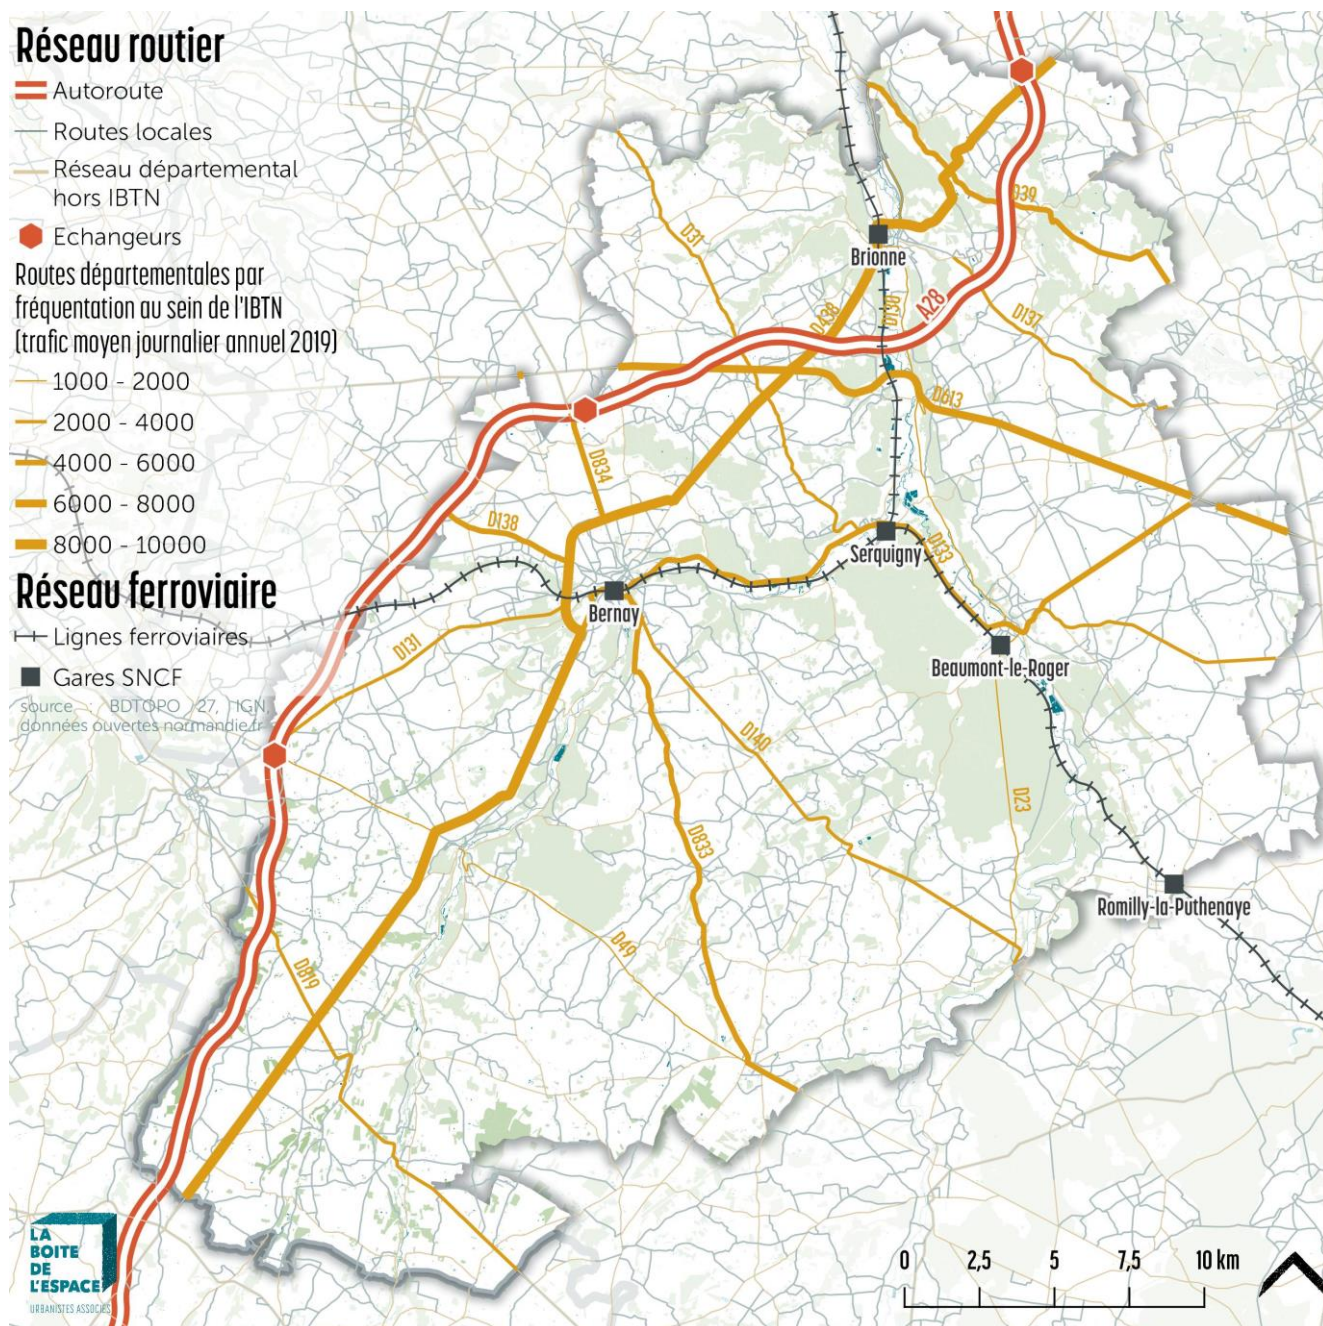 Réseau routier
Autoroute
Routes locales
Réseau départemental
hors IBTN
Echangeurs
Routes départementales par
fréquentation au sein de l'IBTN
(trafic moyen journalier annuel 2019)
1000 - 2000
2000 - 4000
4000 - 6000
6000 - 8000
8000 - 10000
Réseau ferroviaire
Lignes ferroviaires
Gares SNCF
source : BDTOPO 27, IGN,
données ouvertes normandie.fr
D39
D31
Brionne
D438
D130
A28
D137
D613
D834
D138
Serquigny
D133
Bernay
D131
Beaumont-le-Roger
D140
D23
D833
Romilly-la-Puthenaye
D49
D819
LA
BOITE
DE
L'ESPACE
URBANISTES ASSOCIÉS
0 2,5 5 7,5 10 km